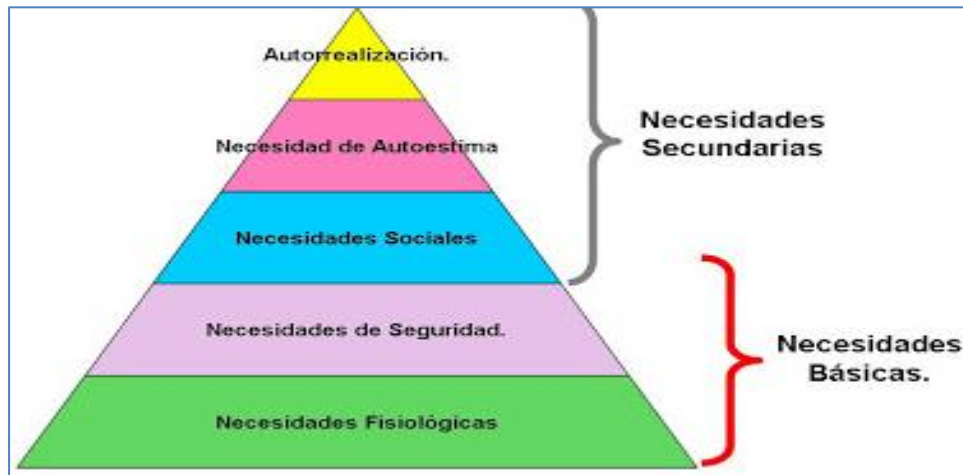 Autorrealización.
Necesidad de Autoestima
Necesidades Sociales
Necesidades de Seguridad.
Necesidades Fisiológicas
Necesidades
Secundarias
Necesidades
Básicas.